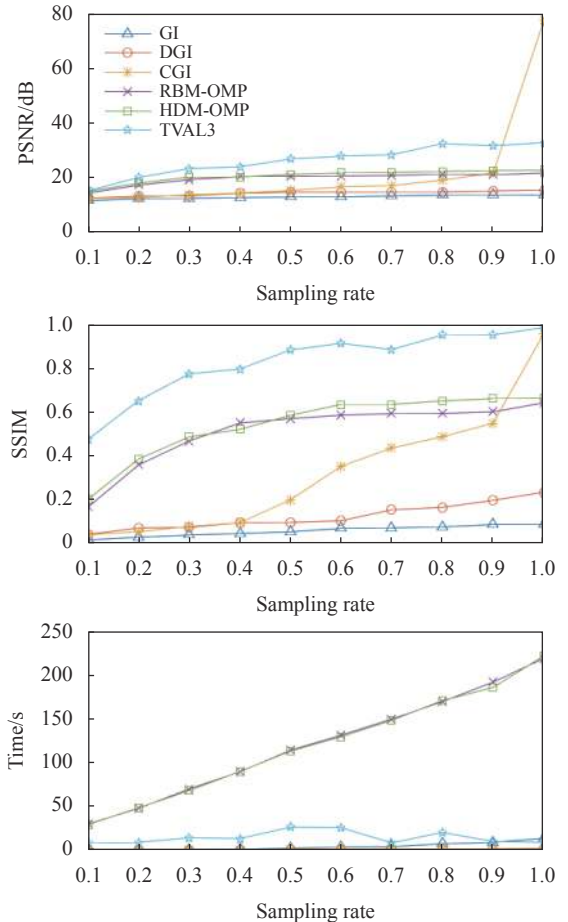 80
60
40
20
0
PSNR/dB
GI
DGI
CGI
RBM-OMP
HDM-OMP
TVAL3
0.1 0.2 0.3 0.4 0.5 0.6 0.7 0.8 0.9 1.0
Sampling rate
1.0
0.8
0.6
0.4
0.2
0
SSIM
0.1 0.2 0.3 0.4 0.5 0.6 0.7 0.8 0.9 1.0
Sampling rate
250
200
150
100
50
0
Time/s
0.1 0.2 0.3 0.4 0.5 0.6 0.7 0.8 0.9 1.0
Sampling rate